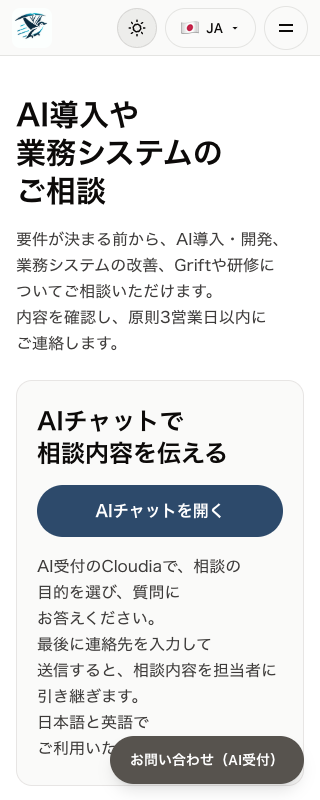 JA
AI導入や
業務システムの
ご相談
要件が決まる前から、AI導入・開発、
業務システムの改善、Griftや研修に
ついてご相談いただけます。
内容を確認し、原則3営業日以内に
ご連絡します。
AIチャットで
相談内容を伝える
AIチャットを開く
AI受付のCloudiaで、相談の
目的を選び、質問に
お答えください。
最後に連絡先を入力して
送信すると、相談内容を担当者に
引き継ぎます。
日本語と英語で
ご利用いた
お問い合わせ（AI受付）